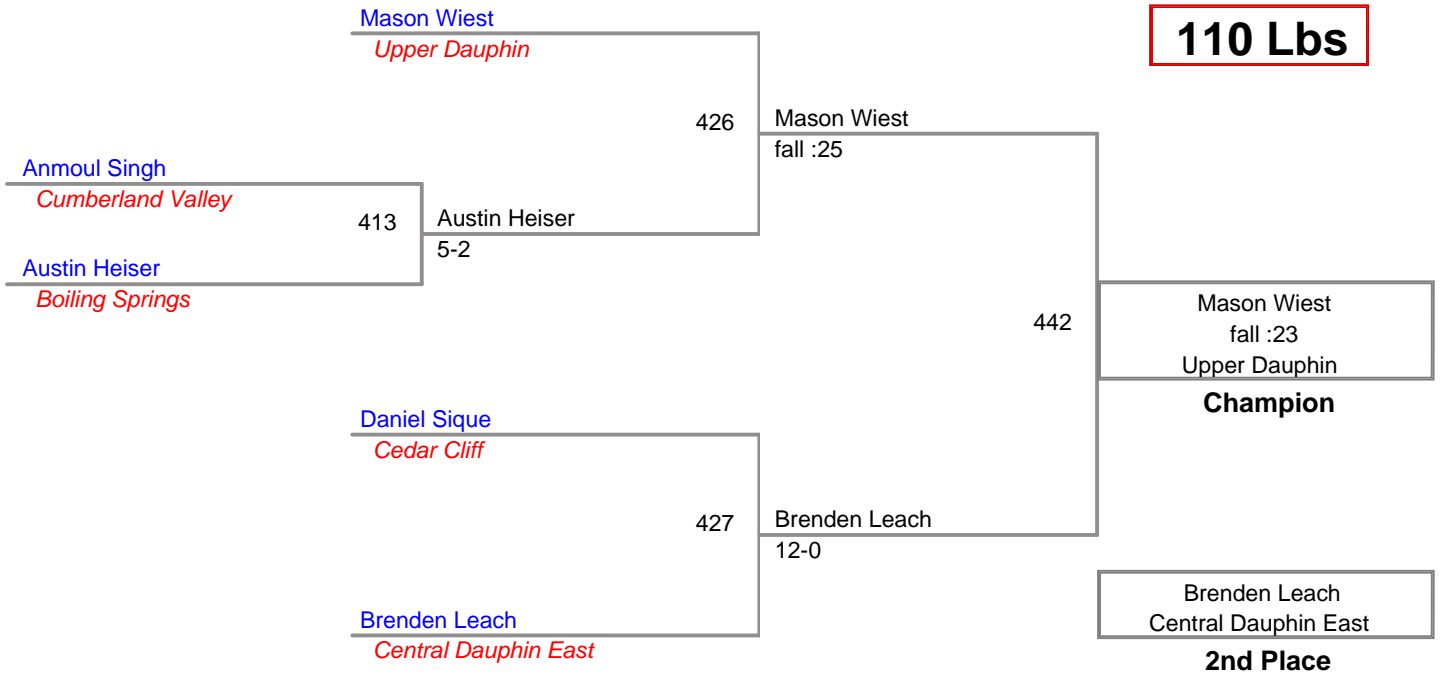 Mason Wiest
Upper Dauphin
110 Lbs
426
Mason Wiest
fall :25
Anmoul Singh
Cumberland Valley
413
Austin Heiser
5-2
Austin Heiser
Boiling Springs
442
Mason Wiest
fall :23
Upper Dauphin
Champion
Daniel Sique
Cedar Cliff
427
Brenden Leach
12-0
Brenden Leach
Central Dauphin East
Brenden Leach
Central Dauphin East
2nd Place